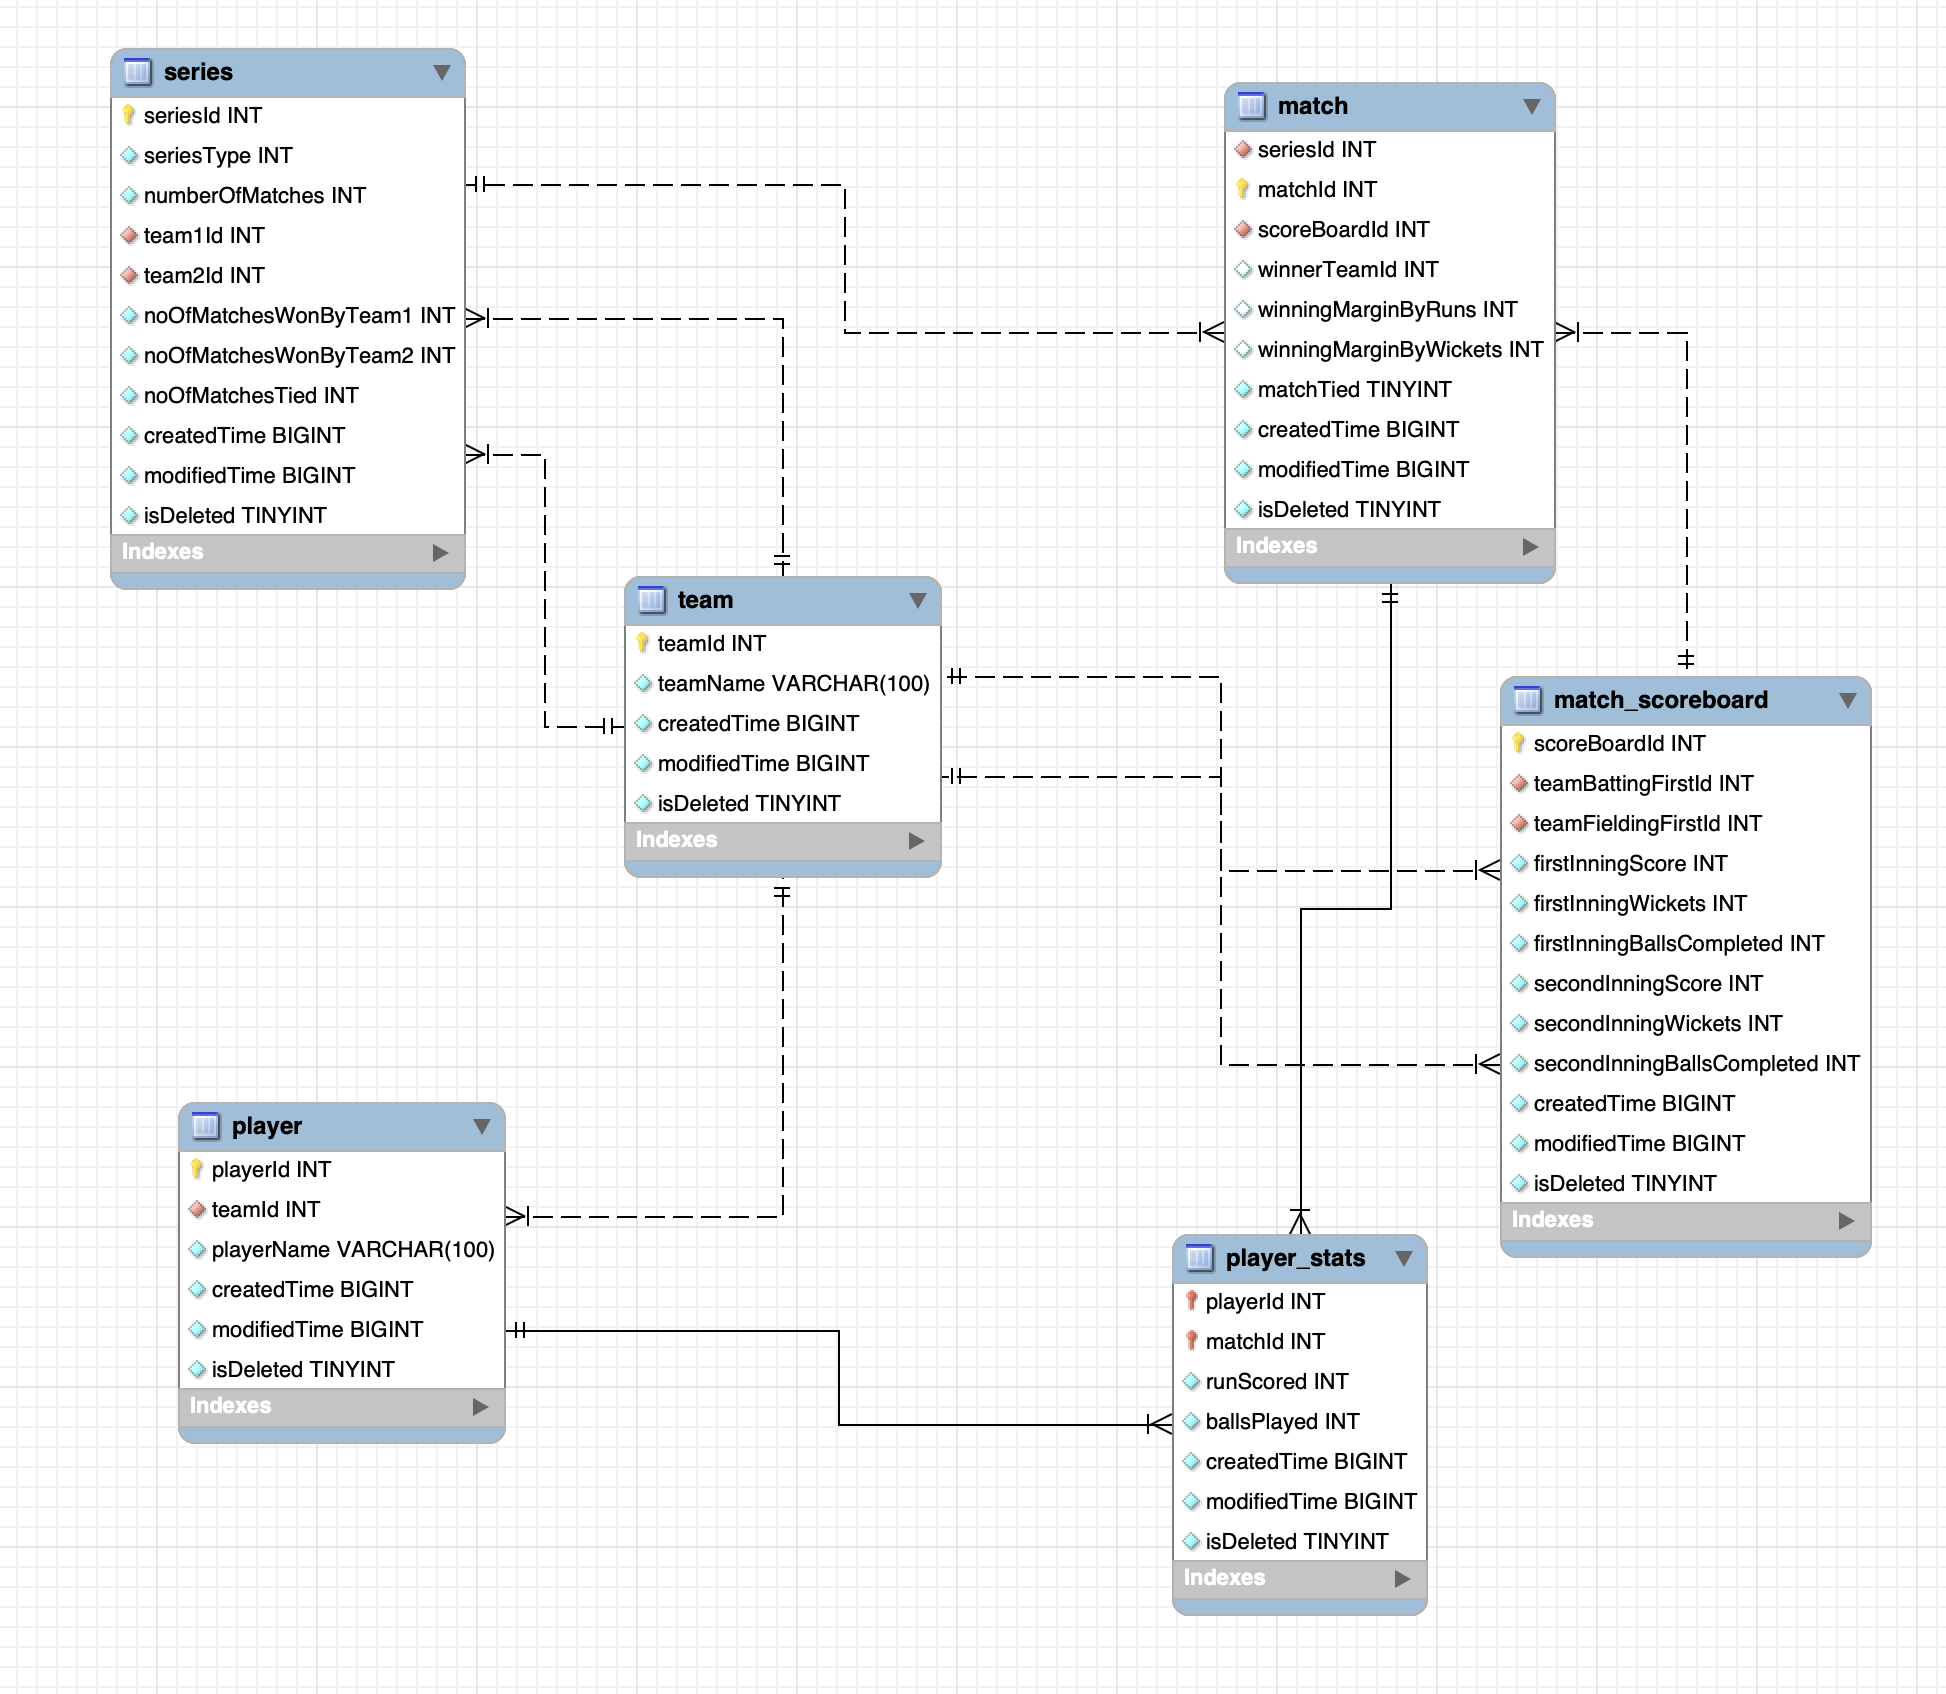 series
seriesId INT
seriesType INT
numberOfMatches INT
team1Id INT
team2Id INT
noOfMatchesWonByTeam1 INT
noOfMatchesWonByTeam2 INT
noOfMatchesTied INT
createdTime BIGINT
modifiedTime BIGINT
isDeleted TINYINT
Indexes
match
seriesId INT
matchId INT
scoreBoardId INT
winnerTeamId INT
winningMarginByRuns INT
winningMarginByWickets INT
matchTied TINYINT
createdTime BIGINT
modifiedTime BIGINT
isDeleted TINYINT
Indexes
team
teamId INT
teamName VARCHAR(100)
createdTime BIGINT
modifiedTime BIGINT
isDeleted TINYINT
Indexes
match_scoreboard
scoreBoardId INT
teamBattingFirstId INT
teamFieldingFirstId INT
firstInningScore INT
firstInningWickets INT
firstInningBallsCompleted INT
secondInningScore INT
secondInningWickets INT
secondInningBallsCompleted INT
createdTime BIGINT
modifiedTime BIGINT
isDeleted TINYINT
Indexes
player
playerId INT
teamId INT
playerName VARCHAR(100)
createdTime BIGINT
modifiedTime BIGINT
isDeleted TINYINT
Indexes
player_stats
playerId INT
matchId INT
runScored INT
ballsPlayed INT
createdTime BIGINT
modifiedTime BIGINT
isDeleted TINYINT
Indexes